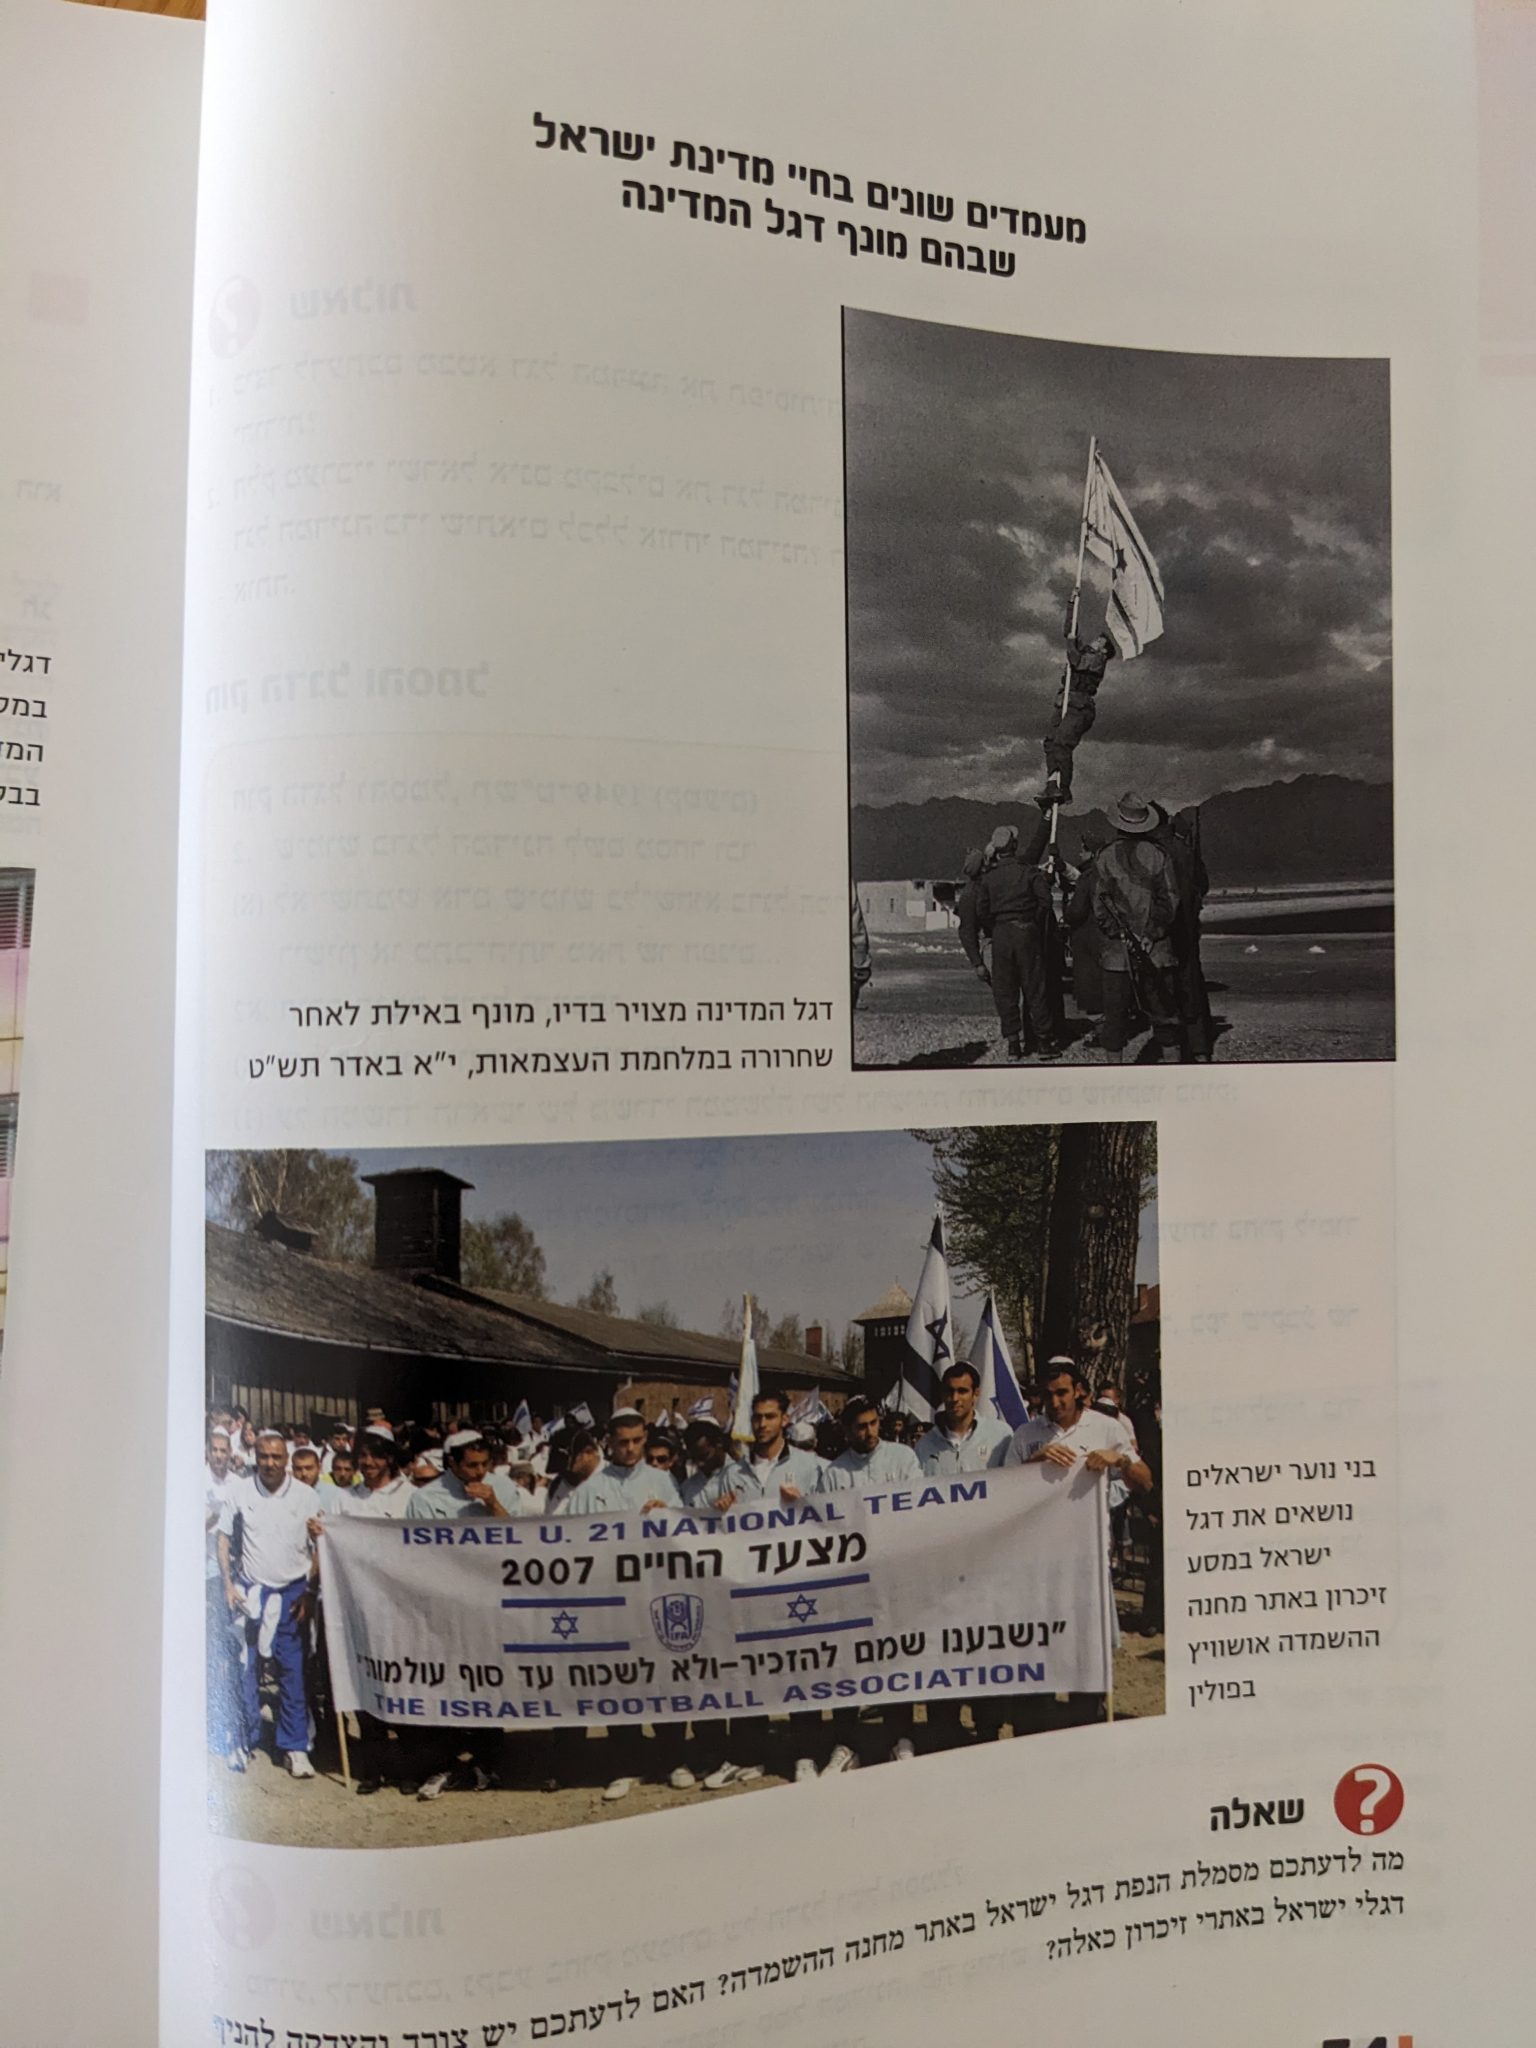 מעמדים שונים בחיי מדינת ישראל
שבהם מונף דגל המדינה
דגל המדינה מצויר בדיו, מונף באילת לאחר
שחרורה במלחמת העצמאות, י״א באדר תש״ט
ISRAEL U. 21 NATIONAL TEAM
מצעד החיים 2007
"נשבענו שמם להזכיר–ולא לשכוח עד סוף עולמות"
THE ISRAEL FOOTBALL ASSOCIATION
בני נוער ישראלים
נושאים את דגל
ישראל במסע
זיכרון באתר מחנה
ההשמדה אושוויץ
בפולין
שאלה
מה לדעתכם מסמלת הנפת דגל ישראל באתר מחנה ההשמדה? האם לדעתכם יש צורך והצדקה להניף
דגלי ישראל באתרי זיכרון כאלה?
הוא
דגלי